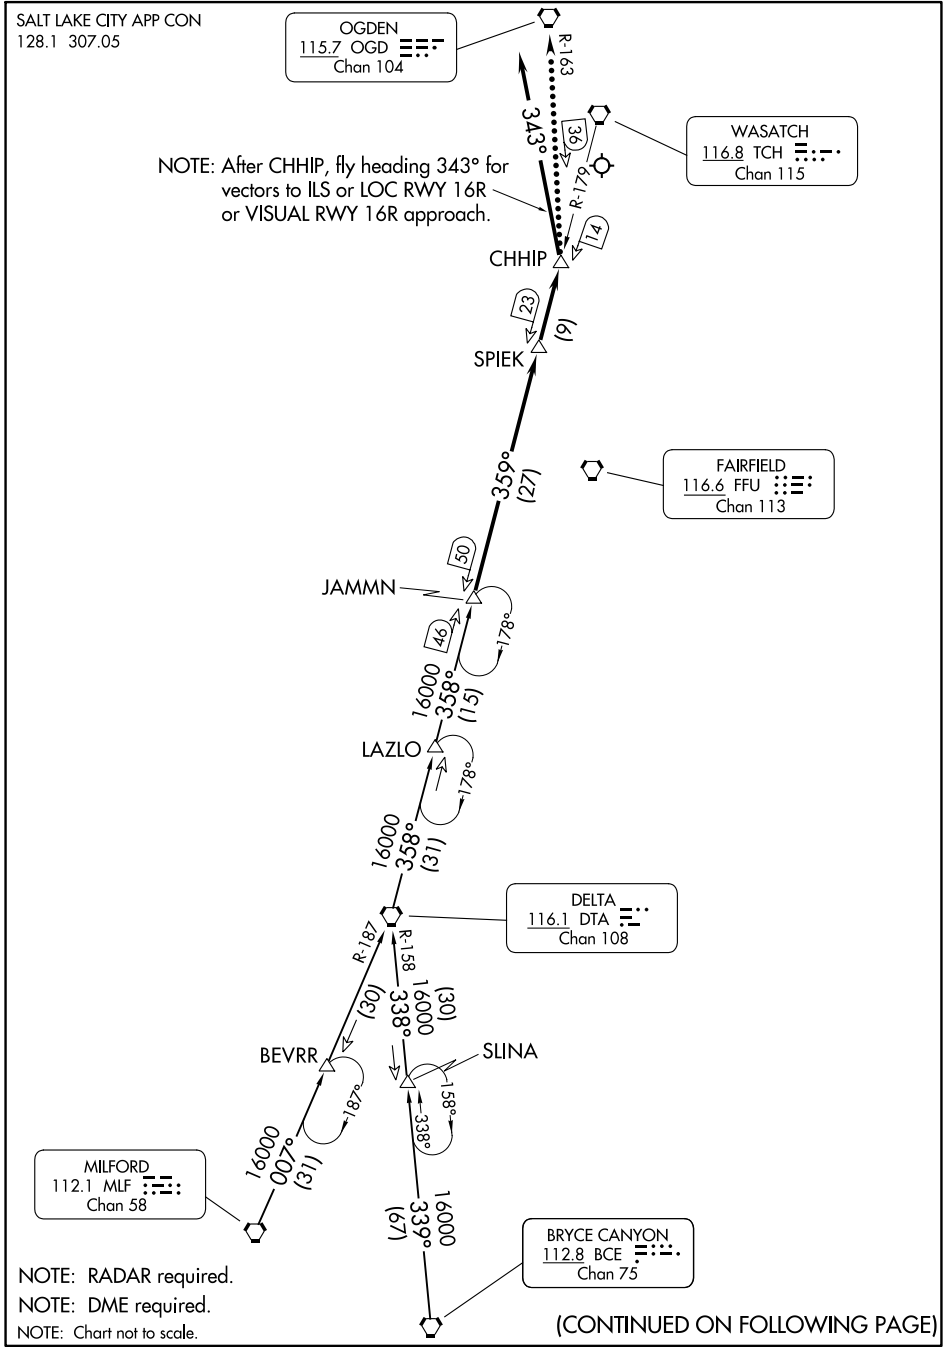 SALT LAKE CITY APP CON
128.1 307.05
OGDEN
115.7 OGD
Chan 104
R-163
343°
36
WASATCH
116.8 TCH
Chan 115
R-179
14
NOTE: After CHHIP, fly heading 343° for
vectors to ILS or LOC RWY 16R
or VISUAL RWY 16R approach.
CHHIP
23
(9)
SPIEK
FAIRFIELD
116.6 FFU
Chan 113
359°
(27)
50
JAMMN
46
178°
16000
358°
(15)
LAZLO
178°
16000
358°
(31)
DELTA
116.1 DTA
Chan 108
R-187
R-158
(30)
(30)
16000
338°
BEVRR
SLINA
187°
158°
338°
16000
007°
(31)
MILFORD
112.1 MLF
Chan 58
16000
339°
(67)
BRYCE CANYON
112.8 BCE
Chan 75
NOTE: RADAR required.
NOTE: DME required.
NOTE: Chart not to scale.
(CONTINUED ON FOLLOWING PAGE)